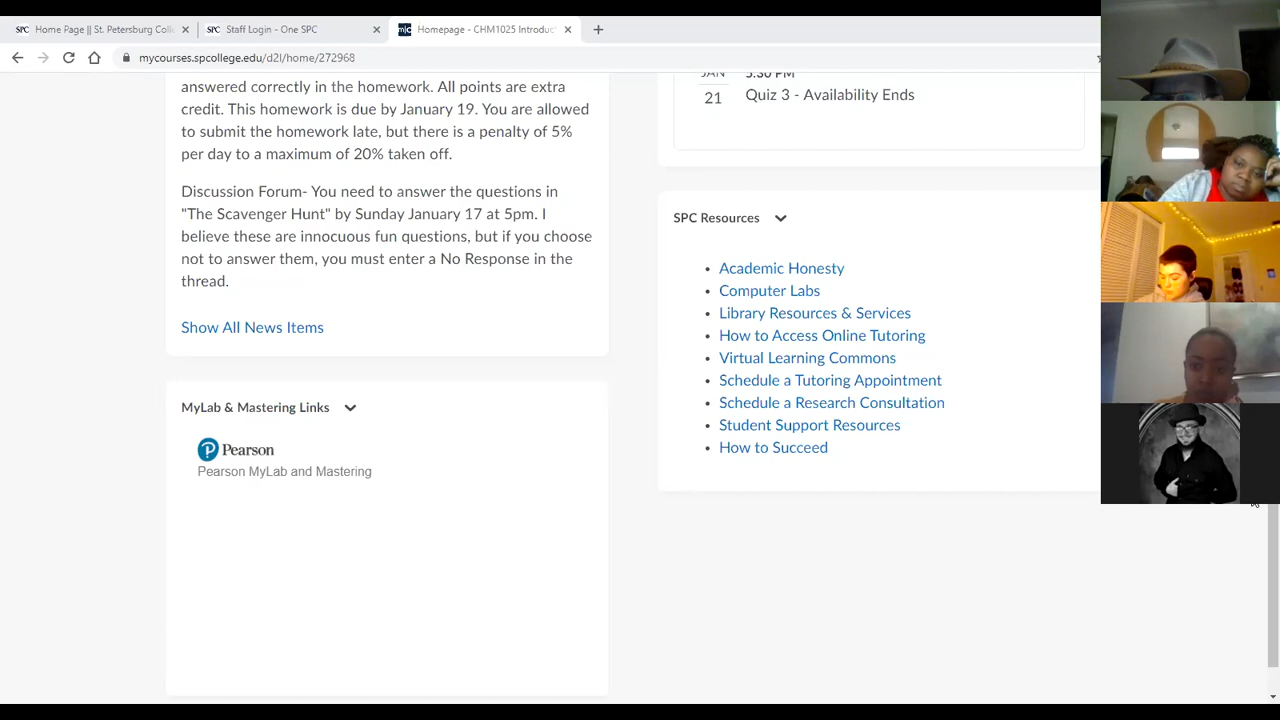 Home Page || St. Petersburg Coll
Staff Login - One SPC
Homepage - CHM1025 Introduc
mycourses.spcollege.edu/d2l/home/272968
answered correctly in the homework. All points are extra
credit. This homework is due by January 19. You are allowed
to submit the homework late, but there is a penalty of 5%
per day to a maximum of 20% taken off.
Discussion Forum- You need to answer the questions in
"The Scavenger Hunt" by Sunday January 17 at 5pm. I
believe these are innocuous fun questions, but if you choose
not to answer them, you must enter a No Response in the
thread.
Show All News Items
MyLab & Mastering Links
Pearson
Pearson MyLab and Mastering
JAN
21
5:30 PM
Quiz 3 - Availability Ends
SPC Resources
• Academic Honesty
• Computer Labs
• Library Resources & Services
• How to Access Online Tutoring
• Virtual Learning Commons
• Schedule a Tutoring Appointment
• Schedule a Research Consultation
• Student Support Resources
• How to Succeed